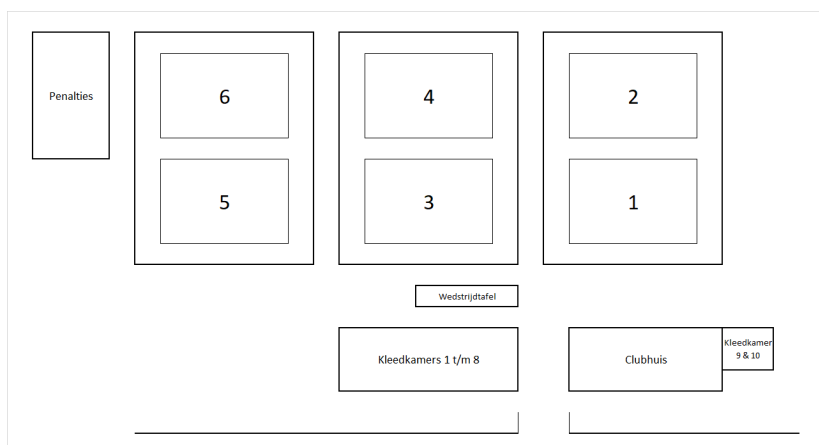 Penalties
6
4
2
5
3
1
Wedstrijdtafel
Kleedkamers 1 t/m 8
Clubhuis
Kleedkamer
9 & 10